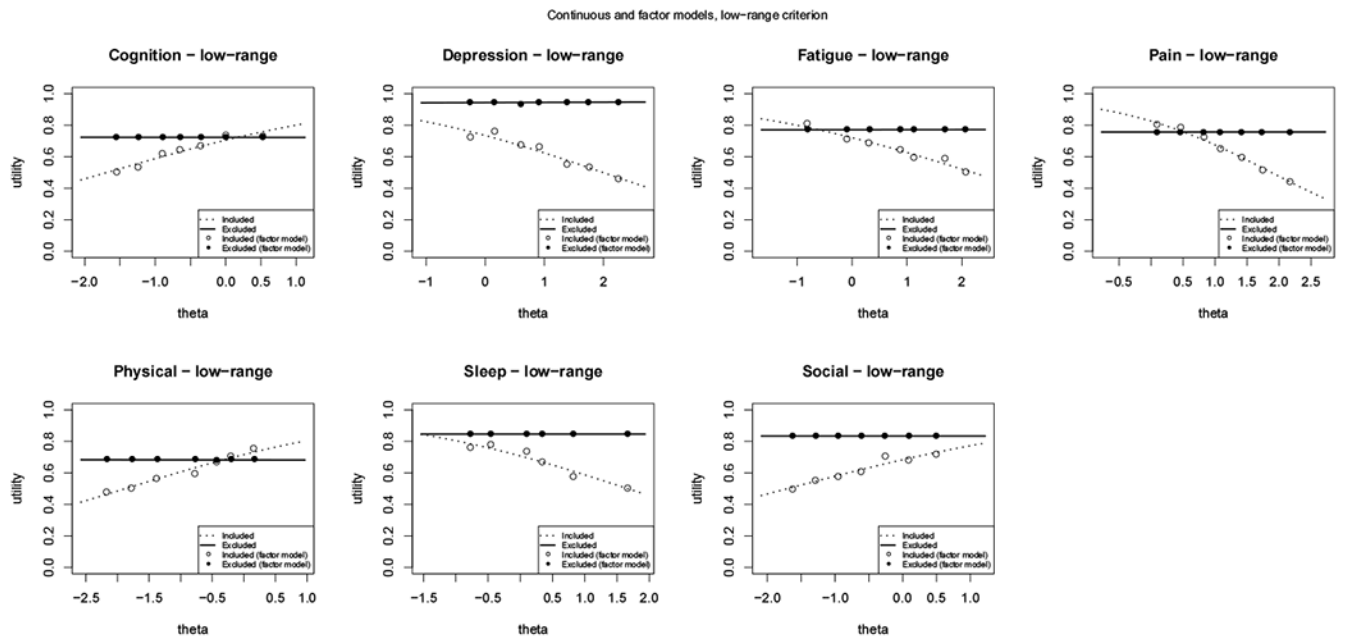 Continuous and factor models, low−range criterion
Cognition − low−range
utility
0.0 0.2 0.4 0.6 0.8 1.0
Included
Excluded
Included (factor model)
Excluded (factor model)
−2.0 −1.0 0.0 0.5 1.0
theta
Depression − low−range
utility
0.0 0.2 0.4 0.6 0.8 1.0
Included
Excluded
Included (factor model)
Excluded (factor model)
−1 0 1 2
theta
Fatigue − low−range
utility
0.0 0.2 0.4 0.6 0.8 1.0
Included
Excluded
Included (factor model)
Excluded (factor model)
−1 0 1 2
theta
Pain − low−range
utility
0.0 0.2 0.4 0.6 0.8 1.0
Included
Excluded
Included (factor model)
Excluded (factor model)
−0.5 0.5 1.0 1.5 2.0 2.5
theta
Physical − low−range
utility
0.0 0.2 0.4 0.6 0.8 1.0
Included
Excluded
Included (factor model)
Excluded (factor model)
−2.5 −1.5 −0.5 0.0 0.5 1.0
theta
Sleep − low−range
utility
0.0 0.2 0.4 0.6 0.8 1.0
Included
Excluded
Included (factor model)
Excluded (factor model)
−1.5 −0.5 0.5 1.0 1.5 2.0
theta
Social − low−range
utility
0.0 0.2 0.4 0.6 0.8 1.0
Included
Excluded
Included (factor model)
Excluded (factor model)
−2.0 −1.0 0.0 0.5 1.0
theta